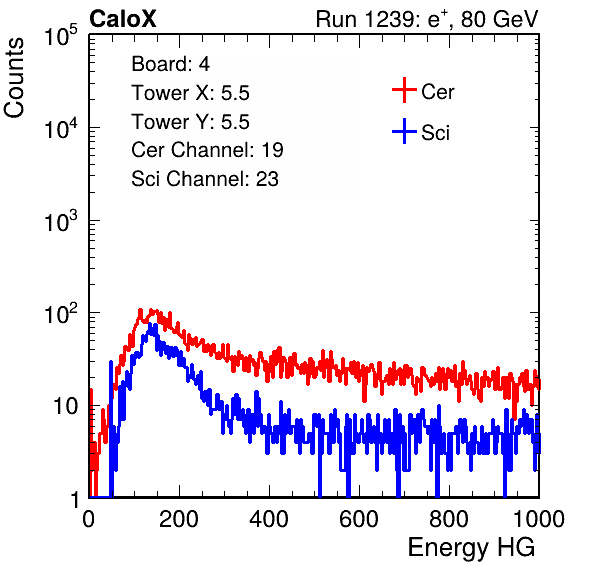 CaloX Run 1239: e+, 80 GeV
Counts
Board: 4
Tower X: 5.5
Tower Y: 5.5
Cer Channel: 19
Sci Channel: 23
Cer
Sci
10^5
10^4
10^3
10^2
10
1
0 200 400 600 800 1000
Energy HG